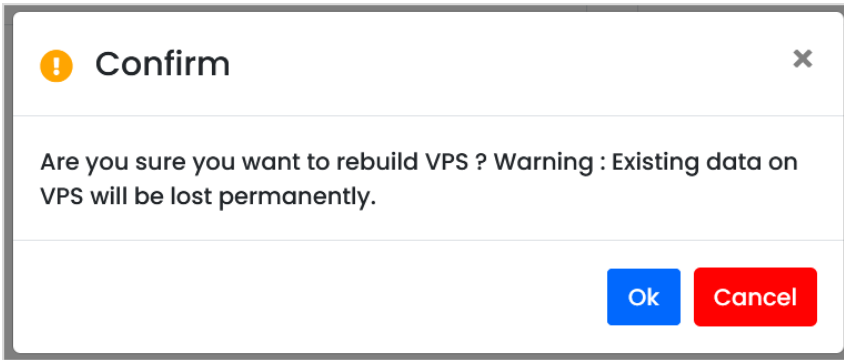 Confirm
Are you sure you want to rebuild VPS ? Warning : Existing data on
VPS will be lost permanently.
Ok Cancel